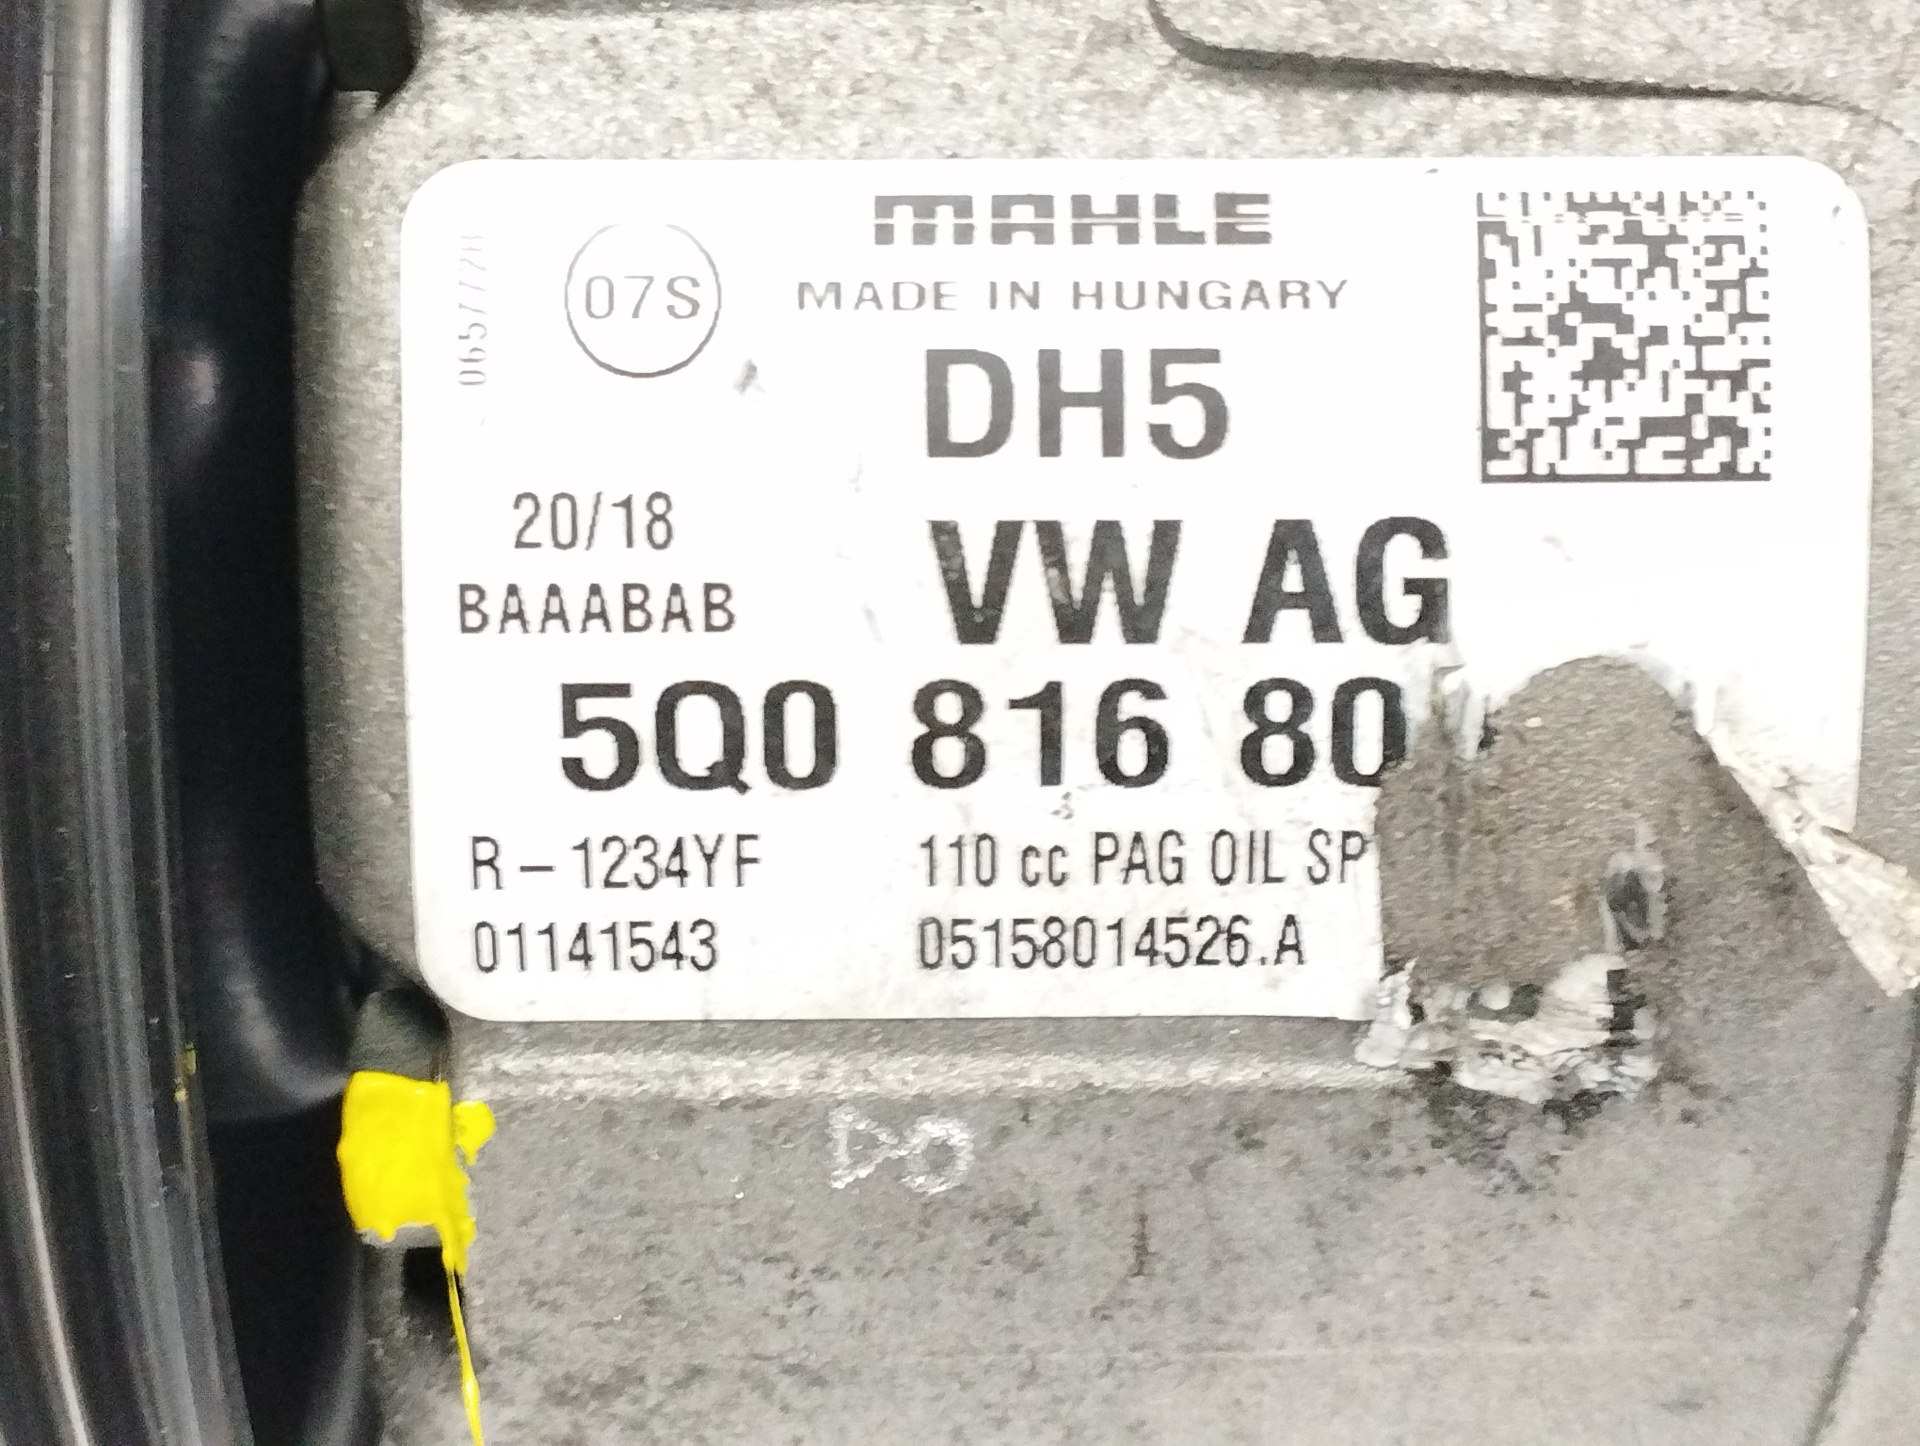 MAHLE
07S
MADE IN HUNGARY
DH5
20/18
VW AG
BAAABAB
5Q0 816 80
R-1234YF 110 cc PAG OIL SP
01141543 05158014526.A